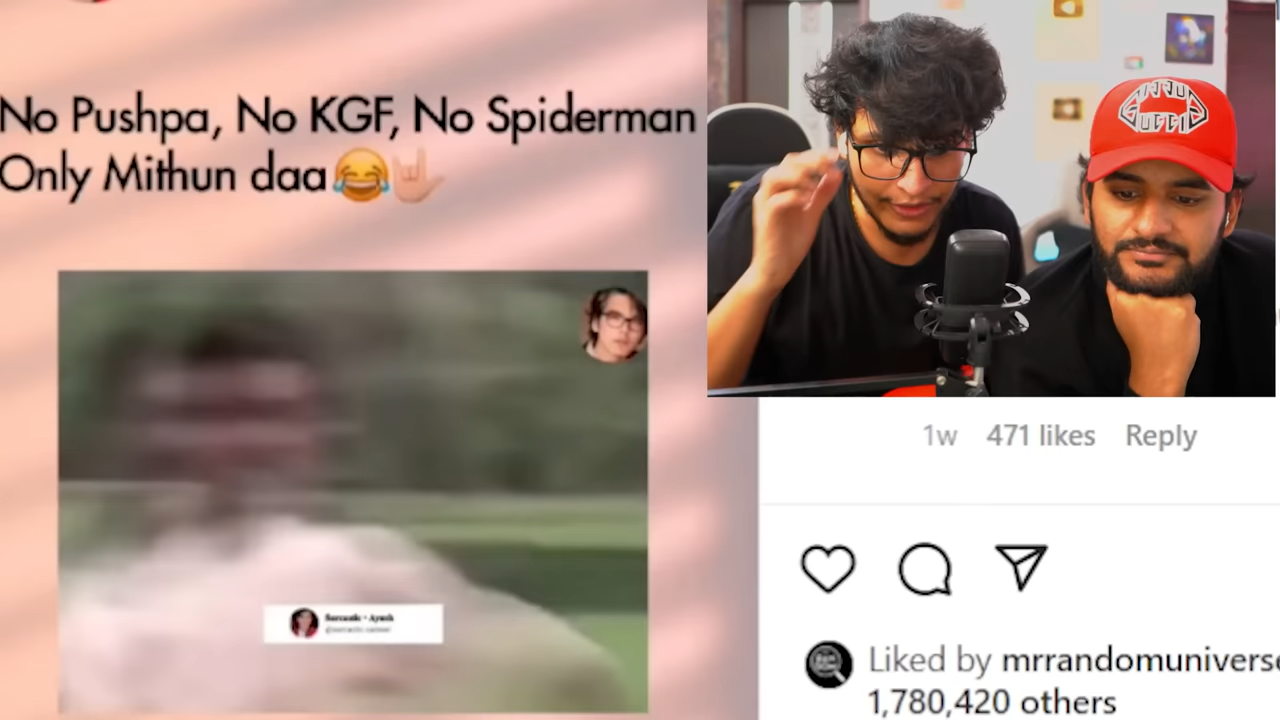 No Pushpa, No KGF, No Spiderman
Only Mithun daa😂🤟
1w 471 likes Reply
Liked by mrrandomuniverse
1,780,420 others